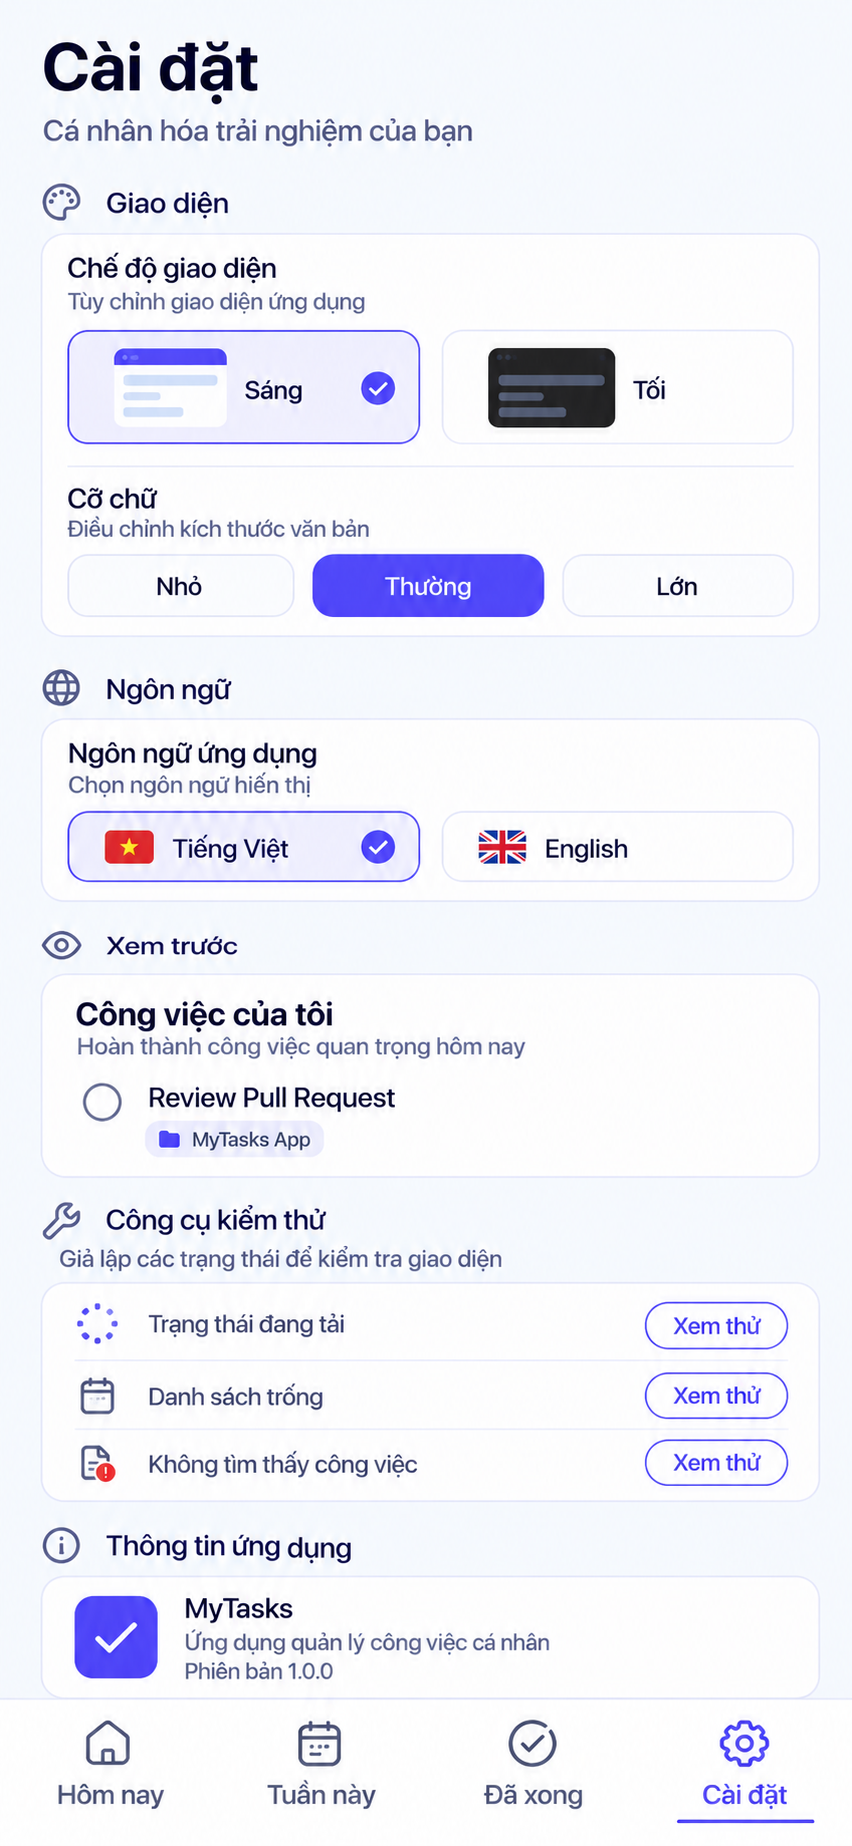 Cài đặt
Cá nhân hóa trải nghiệm của bạn
Giao diện
Chế độ giao diện
Tùy chỉnh giao diện ứng dụng
Sáng
Tối
Cỡ chữ
Điều chỉnh kích thước văn bản
Nhỏ
Thường
Lớn
Ngôn ngữ
Ngôn ngữ ứng dụng
Chọn ngôn ngữ hiển thị
Tiếng Việt
English
Xem trước
Công việc của tôi
Hoàn thành công việc quan trọng hôm nay
Review Pull Request
MyTasks App
Công cụ kiểm thử
Giả lập các trạng thái để kiểm tra giao diện
Trạng thái đang tải
Xem thử
Danh sách trống
Xem thử
Không tìm thấy công việc
Xem thử
Thông tin ứng dụng
MyTasks
Ứng dụng quản lý công việc cá nhân
Phiên bản 1.0.0
Hôm nay
Tuần này
Đã xong
Cài đặt